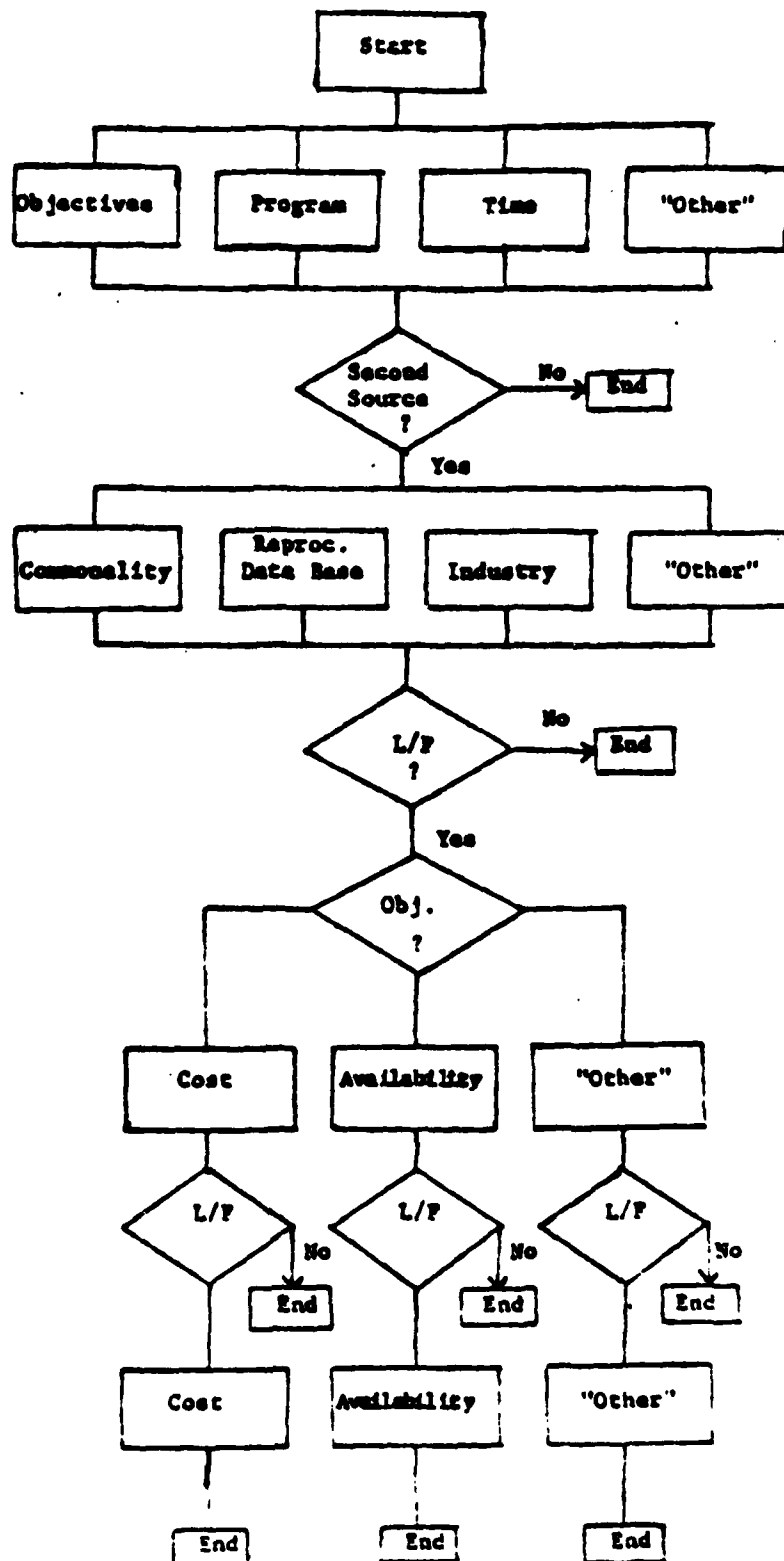 Start
Objectives
Program
Time
"Other"
Second
Source
?
No
End
Yes
Commonality
Reproc.
Data Base
Industry
"Other"
L/F
?
No
End
Yes
Obj.
?
Cost
Availability
"Other"
L/F
No
L/F
No
L/F
No
End
End
End
Cost
Availability
"Other"
End
End
End